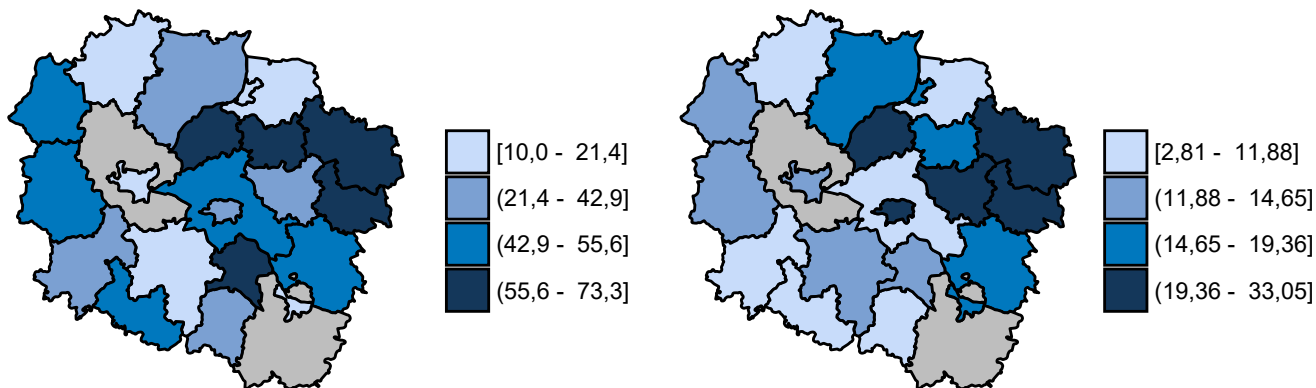 [10,0 - 21,4]
(21,4 - 42,9]
(42,9 - 55,6]
(55,6 - 73,3]
[2,81 - 11,88]
(11,88 - 14,65]
(14,65 - 19,36]
(19,36 - 33,05]